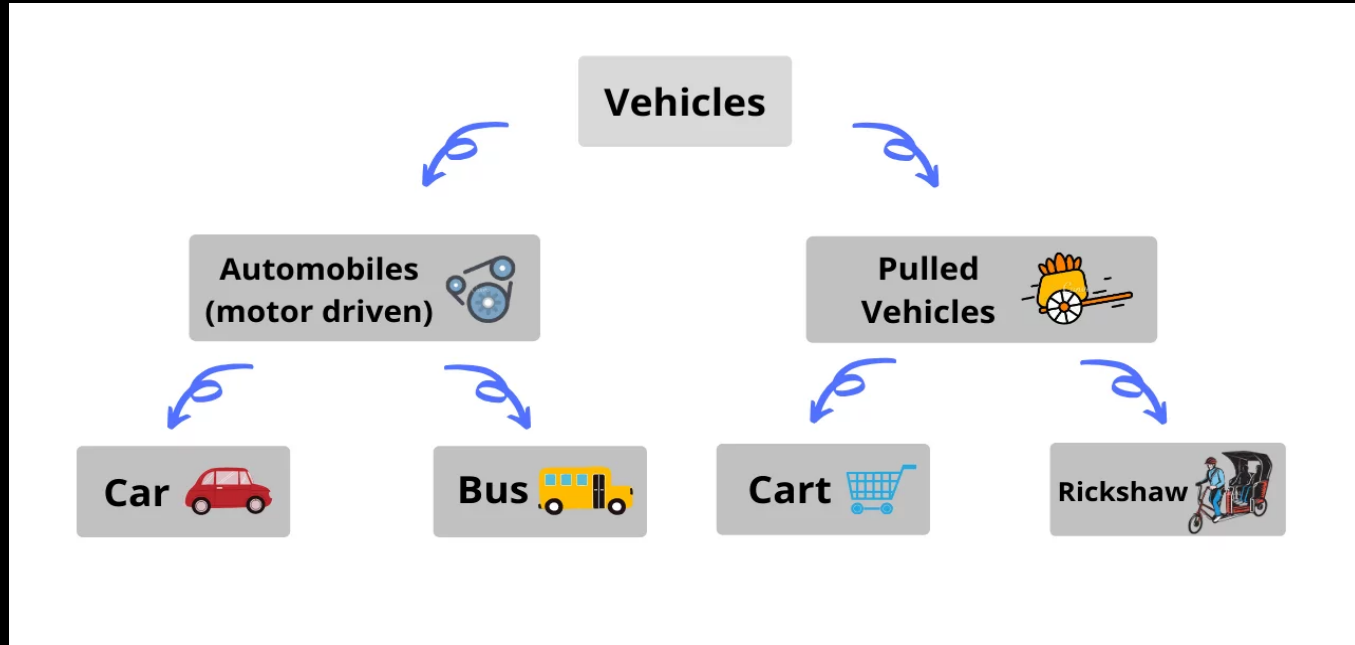 Vehicles
Automobiles
(motor driven)
Pulled
Vehicles
Car
Bus
Cart
Rickshaw